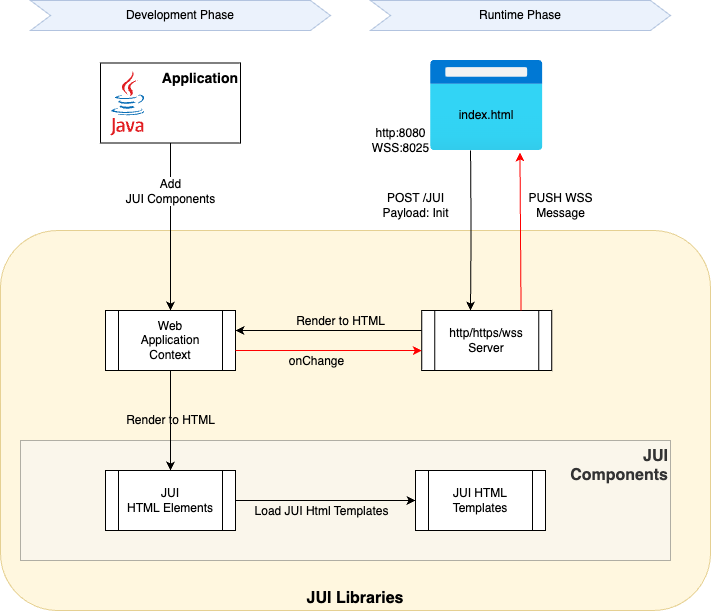 Development Phase
Runtime Phase
Application
Java
index.html
http:8080
WSS:8025
Add
JUI Components
POST /JUI
Payload: Init
PUSH WSS
Message
Web
Application
Context
Render to HTML
onChange
http/https/wss
Server
Render to HTML
JUI
Components
JUI
HTML Elements
Load JUI Html Templates
JUI HTML
Templates
JUI Libraries